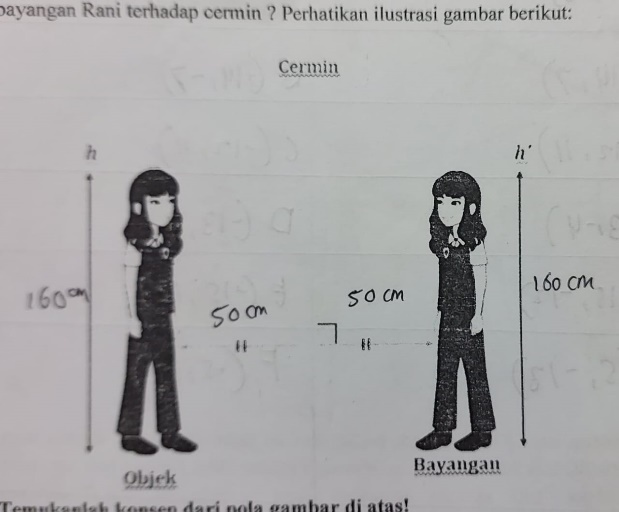 bayangan Rani terhadap cermin ? Perhatikan ilustrasi gambar berikut:
Cermin
h
h'
160 cm
50 cm
50 cm
160 cm
Objek
Bayangan
Temukanlah konsep dari pola gambar di atas!